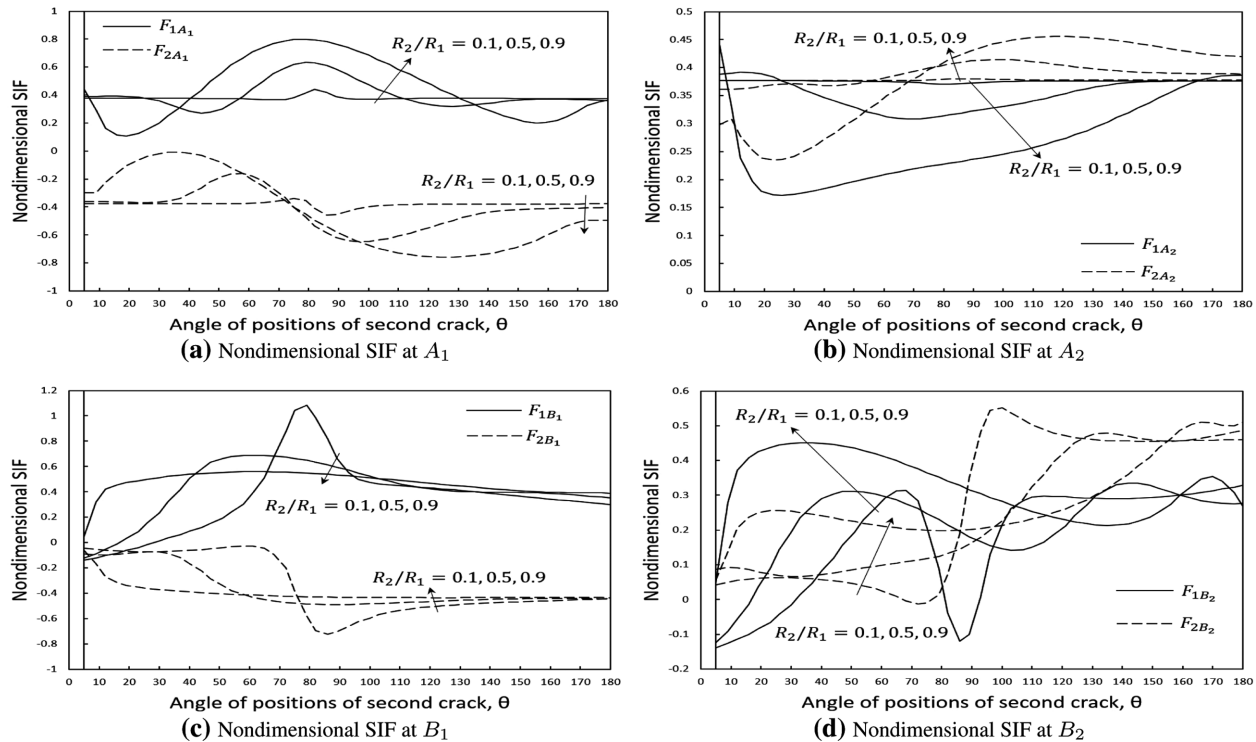 Nondimensional SIF
1
0.8
0.6
0.4
0.2
0
-0.2
-0.4
-0.6
-0.8
-1
F₁A₁
F₂A₁
R₂/R₁ = 0.1, 0.5, 0.9
R₂/R₁ = 0.1, 0.5, 0.9
0 10 20 30 40 50 60 70 80 90 100 110 120 130 140 150 160 170 180
Angle of positions of second crack, θ
(a) Nondimensional SIF at A₁
Nondimensional SIF
0.5
0.45
0.4
0.35
0.3
0.25
0.2
0.15
0.1
0.05
0
R₂/R₁ = 0.1, 0.5, 0.9
R₂/R₁ = 0.1, 0.5, 0.9
F₁A₂
F₂A₂
0 10 20 30 40 50 60 70 80 90 100 110 120 130 140 150 160 170 180
Angle of positions of second crack, θ
(b) Nondimensional SIF at A₂
Nondimensional SIF
1.2
1
0.8
0.6
0.4
0.2
0
-0.2
-0.4
-0.6
-0.8
-1
F₁B₁
F₂B₁
R₂/R₁ = 0.1, 0.5, 0.9
R₂/R₁ = 0.1, 0.5, 0.9
0 10 20 30 40 50 60 70 80 90 100 110 120 130 140 150 160 170 180
Angle of positions of second crack, θ
(c) Nondimensional SIF at B₁
Nondimensional SIF
0.6
0.5
0.4
0.3
0.2
0.1
0
-0.1
-0.2
R₂/R₁ = 0.1, 0.5, 0.9
R₂/R₁ = 0.1, 0.5, 0.9
F₁B₂
F₂B₂
0 10 20 30 40 50 60 70 80 90 100 110 120 130 140 150 160 170 180
Angle of positions of second crack, θ
(d) Nondimensional SIF at B₂